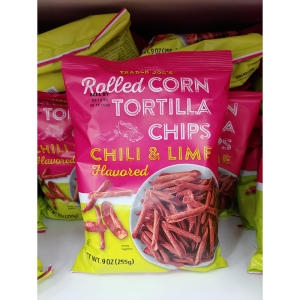 TRADER JOE'S
Rolled CORN
TORTILLA
CHIPS
CHILI & LIME
Flavored
NET WT. 9 OZ (255g)